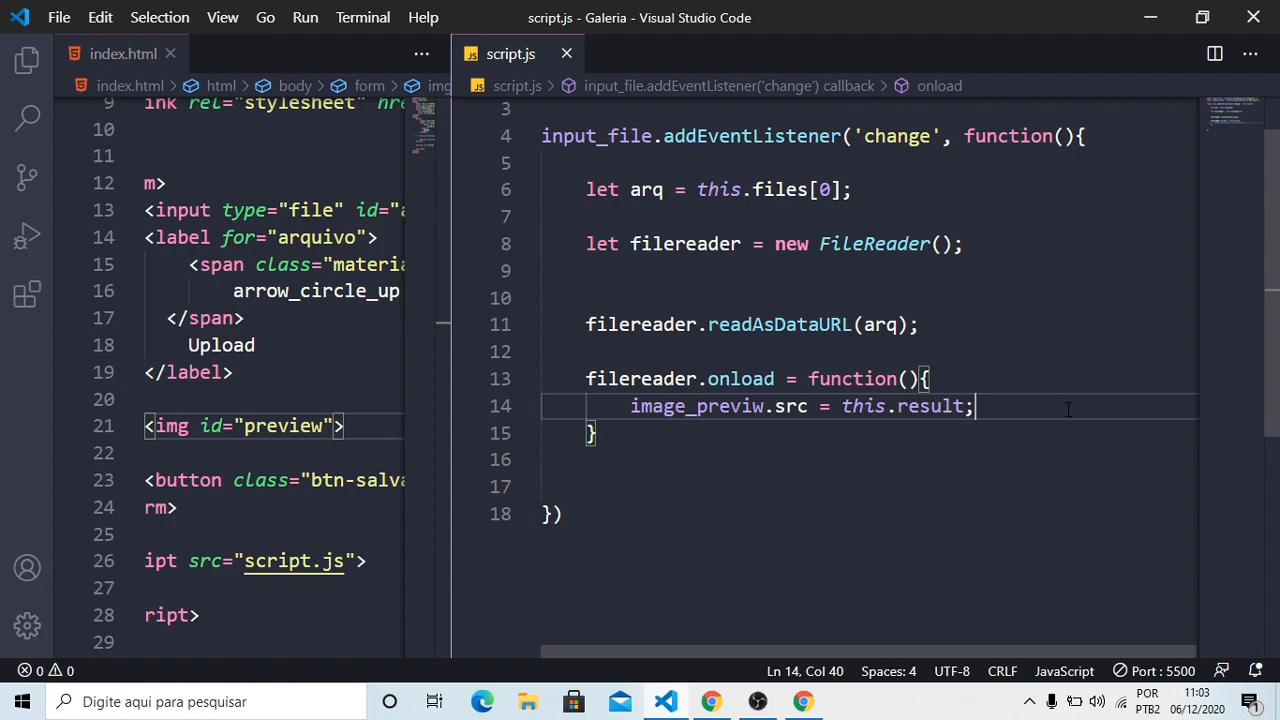 File Edit Selection View Go Run Terminal Help
script.js - Galeria - Visual Studio Code
index.html
script.js
index.html html body form img
script.js input_file.addEventListener('change') callback onload
9 ink rel="stylesheet" hre
10
11
12 m>
13 <input type="file" id="a
14 <label for="arquivo">
15 <span class="materia
16 arrow_circle_up
17 </span>
18 Upload
19 </label>
20
21 <img id="preview">
22
23 <button class="btn-salva
24 rm>
25
26 ipt src="script.js">
27
28 ript>
29
3
4 input_file.addEventListener('change', function(){
5
6 let arq = this.files[0];
7
8 let filereader = new FileReader();
9
10
11 filereader.readAsDataURL(arq);
12
13 filereader.onload = function(){
14 image_previw.src = this.result;
15 }
16
17
18 })
0 0
Ln 14, Col 40 Spaces: 4 UTF-8 CRLF JavaScript Port : 5500
Digite aqui para pesquisar
POR
PTB2
11:03
06/12/2020
1